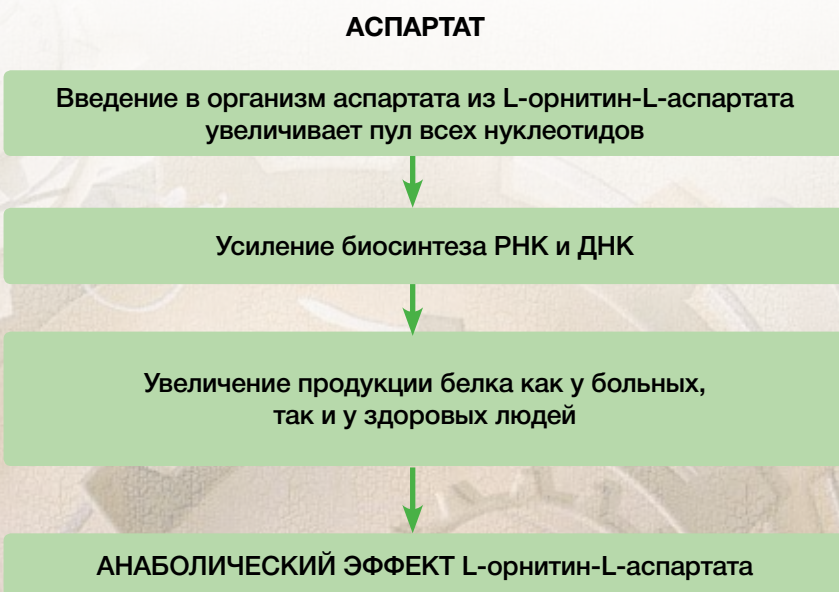 АСПАРТАТ
Введение в организм аспартата из L-орнитин-L-аспартата
увеличивает пул всех нуклеотидов
Усиление биосинтеза РНК и ДНК
Увеличение продукции белка как у больных,
так и у здоровых людей
АНАБОЛИЧЕСКИЙ ЭФФЕКТ L-орнитин-L-аспартата